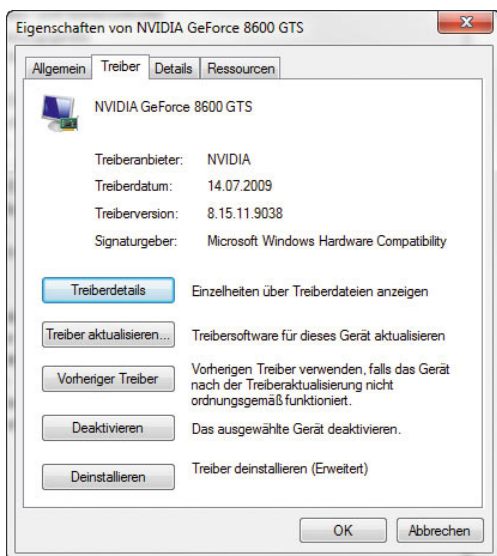 Eigenschaften von NVIDIA GeForce 8600 GTS
Allgemein Treiber Details Ressourcen
NVIDIA GeForce 8600 GTS
Treiberanbieter: NVIDIA
Treiberdatum: 14.07.2009
Treiberversion: 8.15.11.9038
Signaturgeber: Microsoft Windows Hardware Compatibility
Treiberdetails Einzelheiten über Treiberdateien anzeigen
Treiber aktualisieren... Treibersoftware für dieses Gerät aktualisieren
Vorheriger Treiber Vorherigen Treiber verwenden, falls das Gerät
nach der Treiberaktualisierung nicht
ordnungsgemäß funktioniert.
Deaktivieren Das ausgewählte Gerät deaktivieren.
Deinstallieren Treiber deinstallieren (Erweitert)
OK Abbrechen